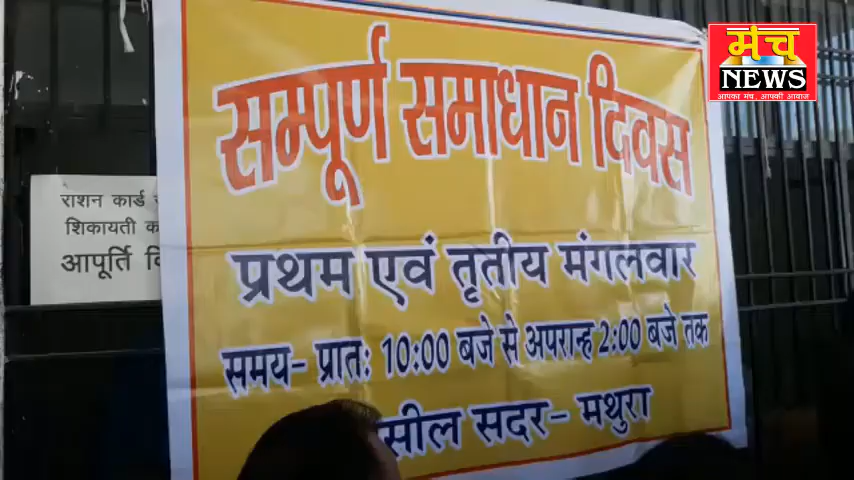 मंच
NEWS
आपका मंच, आपकी आवाज
सम्पूर्ण समाधान दिवस
राशन कार्ड
शिकायती
आपूर्ति
प्रथम एवं तृतीय मंगलवार
समय- प्रातः 10:00 बजे से अपरान्ह 2:00 बजे तक
सील सदर- मथुरा